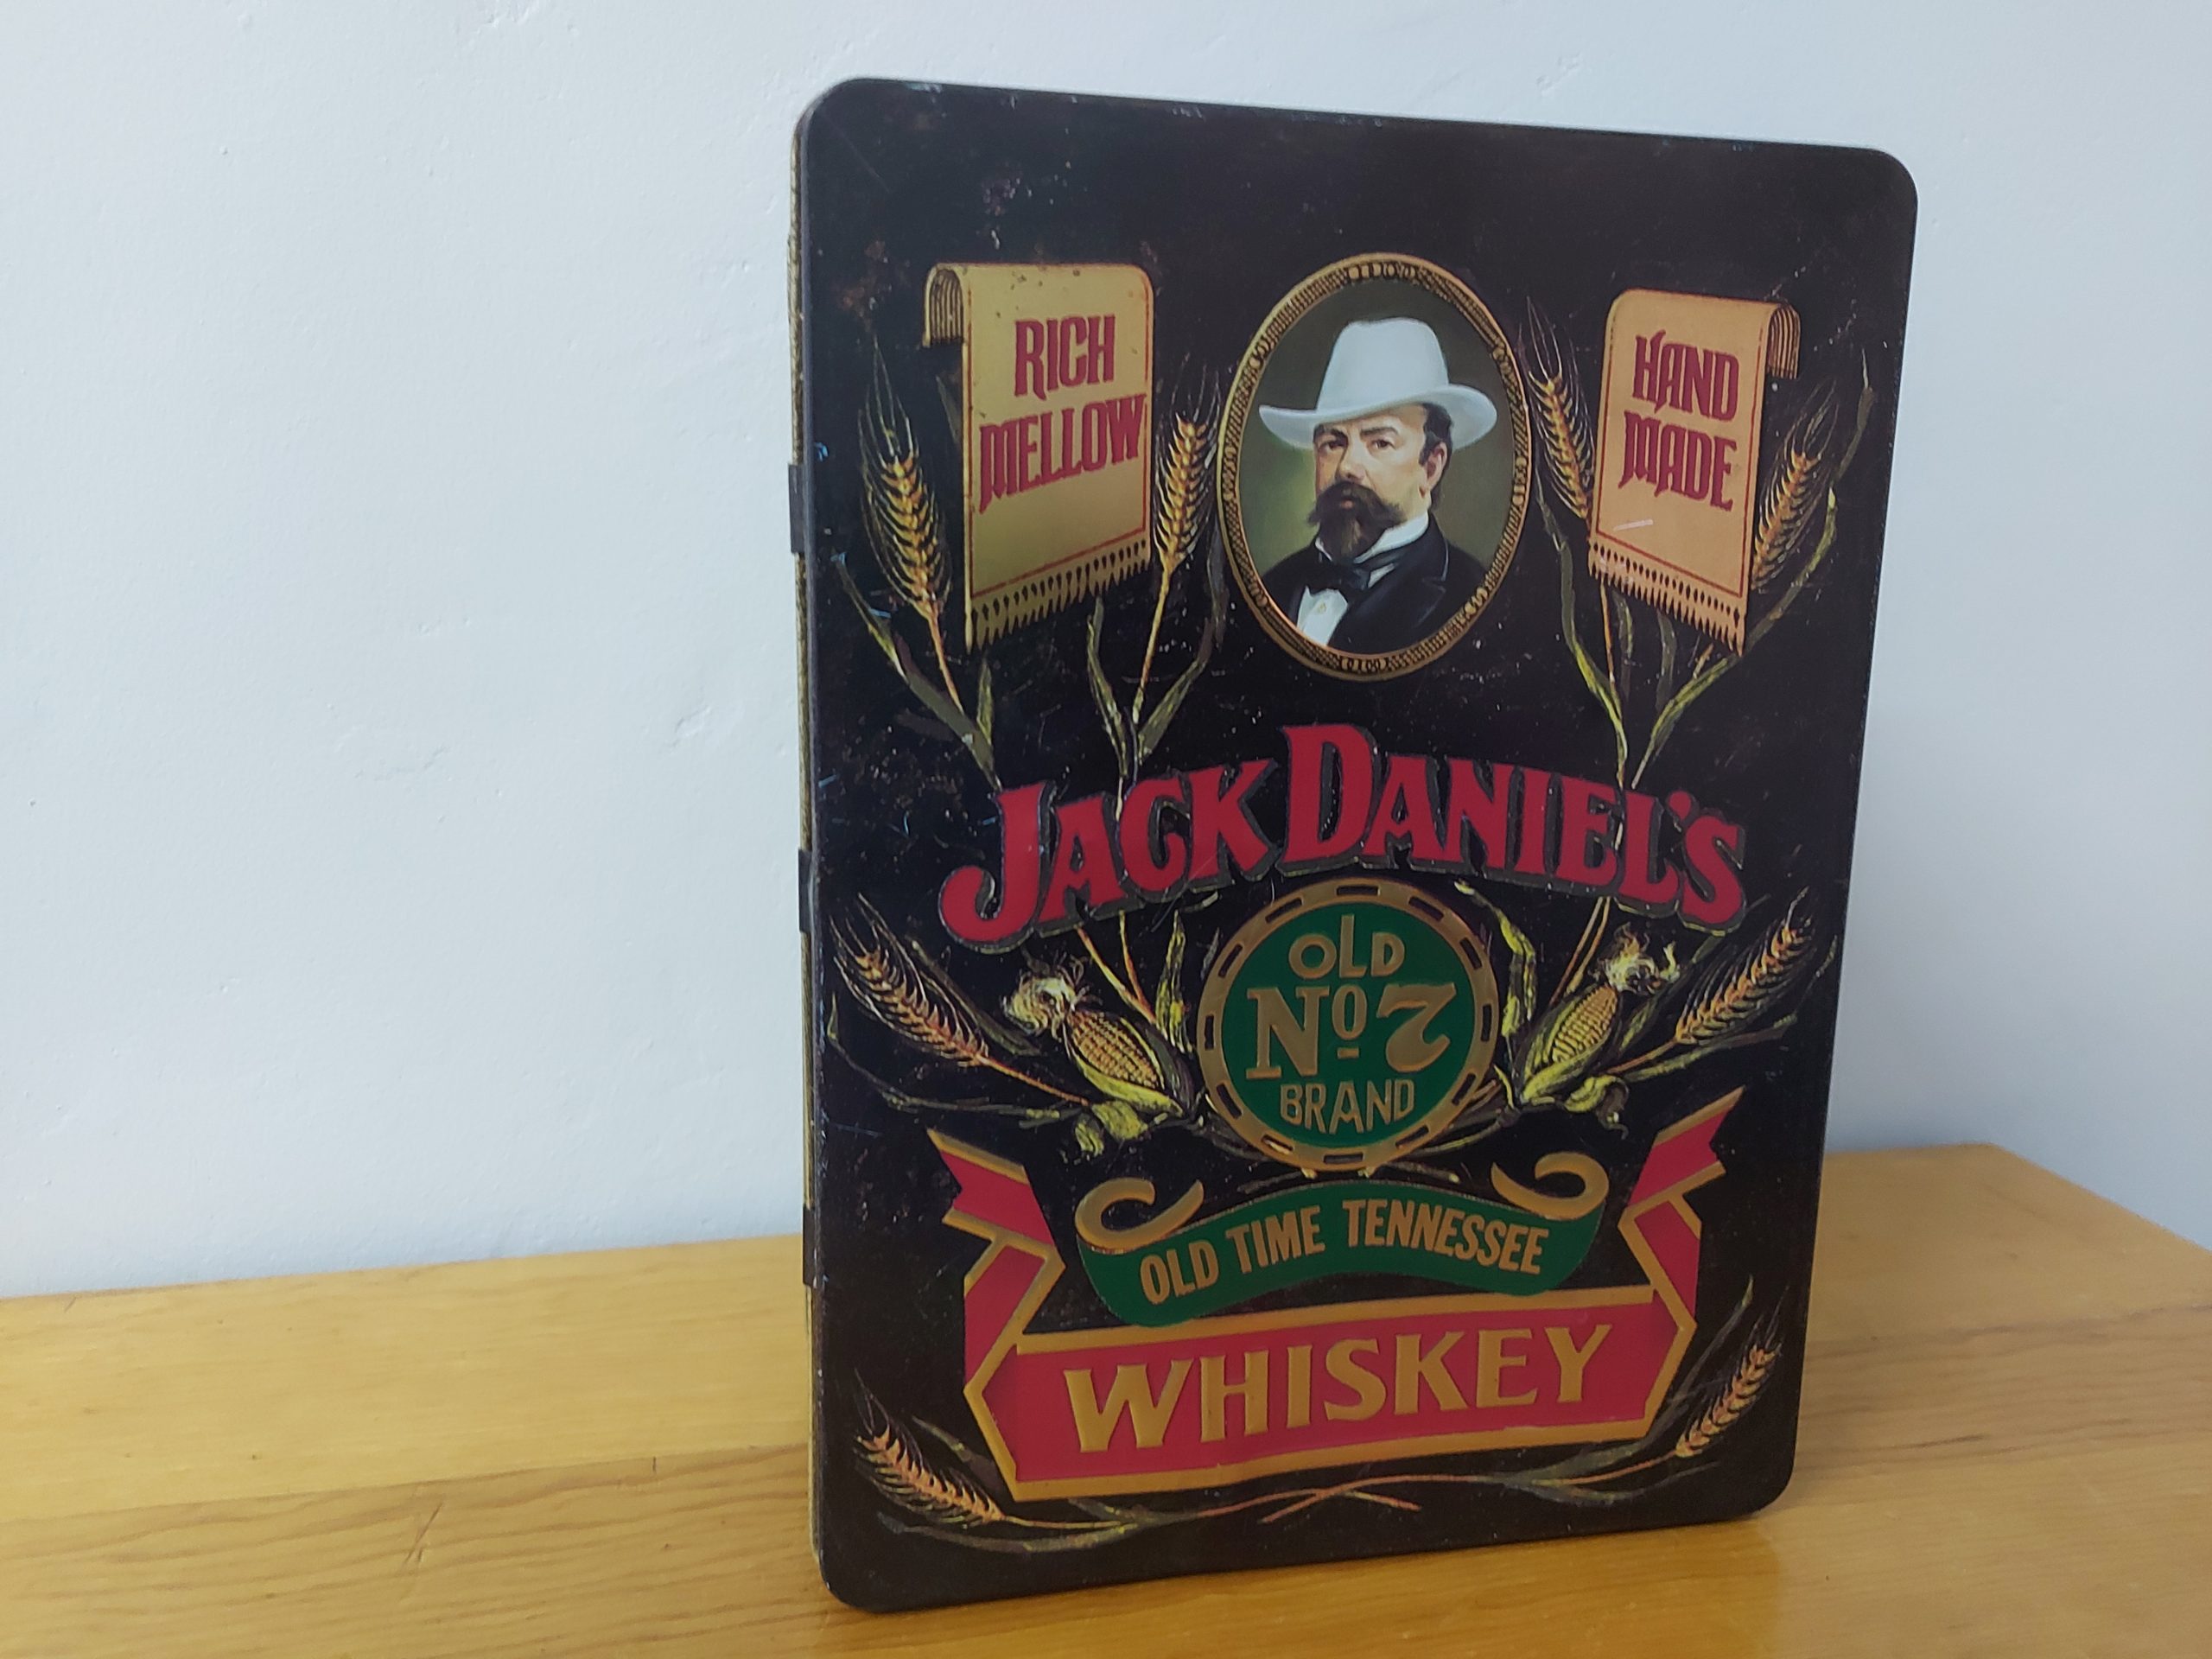 RICH
MELLOW
HAND
MADE
JACK DANIEL'S
OLD
Nº 7
BRAND
OLD TIME TENNESSEE
WHISKEY